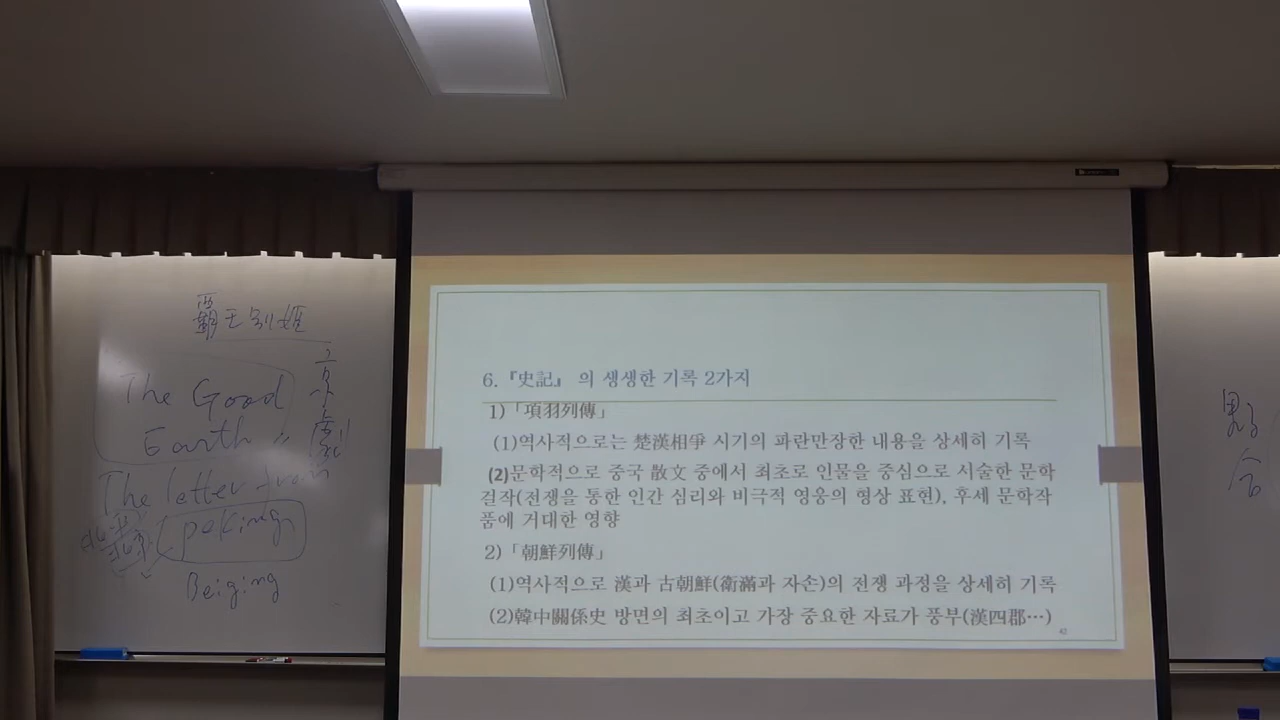 霸王别姬
京劇
The Good
Earth
The letter from
peking
Beiging
6.『史記』 의 생생한 기록 2가지
1)「項羽列傳」
(1)역사적으로는 楚漢相爭 시기의 파란만장한 내용을 상세히 기록
(2)문학적으로 중국 散文 중에서 최초로 인물을 중심으로 서술한 문학
걸작(전쟁을 통한 인간 심리와 비극적 영웅의 형상 표현), 후세 문학작
품에 거대한 영향
2)「朝鮮列傳」
(1)역사적으로 漢과 古朝鮮(衛滿과 자손)의 전쟁 과정을 상세히 기록
(2)韓中關係史 방면의 최초이고 가장 중요한 자료가 풍부(漢四郡…)
42